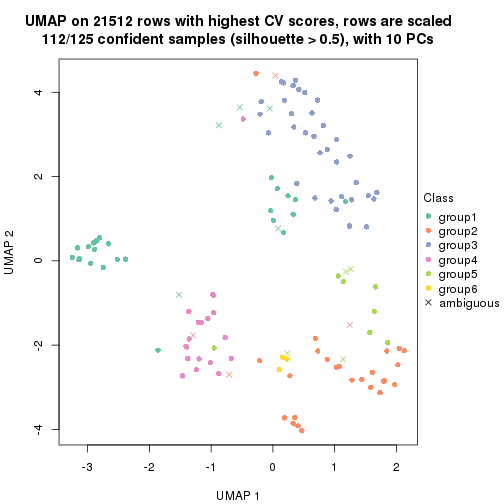 UMAP on 21512 rows with highest CV scores, rows are scaled
112/125 confident samples (silhouette > 0.5), with 10 PCs
4
2
0
-2
-4
UMAP 2
-3
-2
-1
0
1
2
UMAP 1
Class
group1
group2
group3
group4
group5
group6
ambiguous